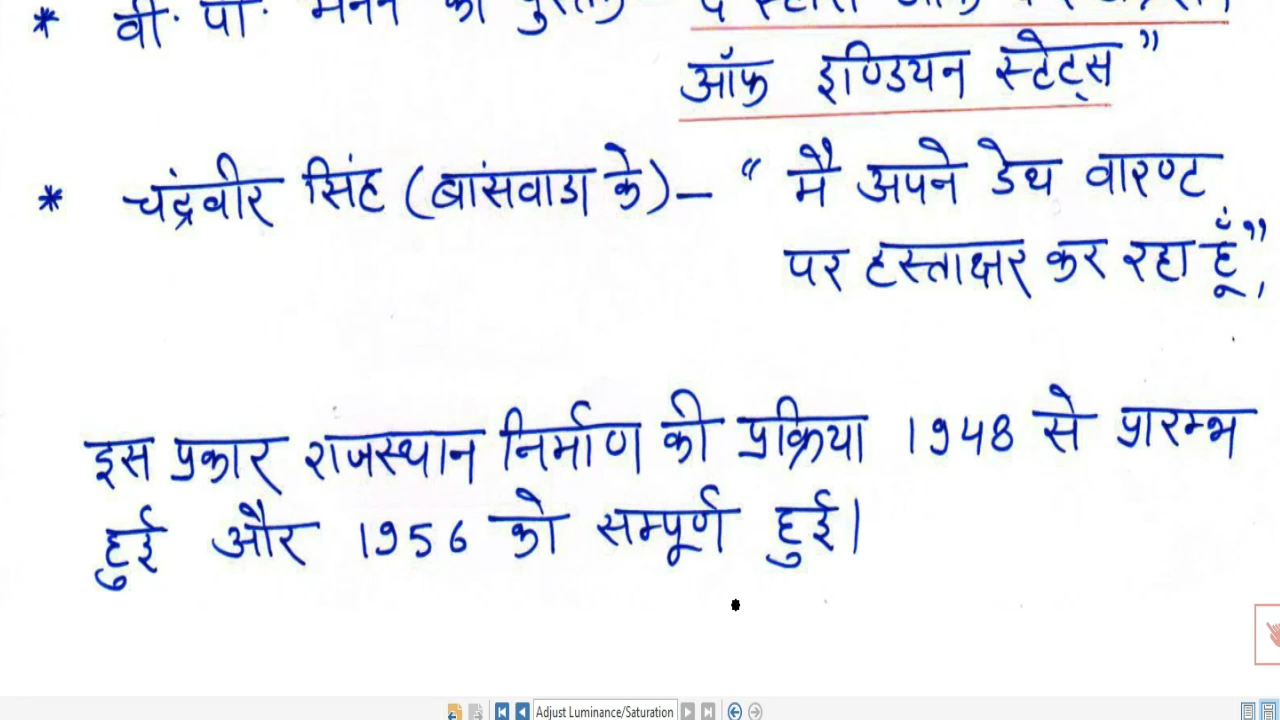 * वी. पी.
ऑफ इण्डियन स्टेट्स"
* चंद्रवीर सिंह (बांसवाडा के) – " मै अपने डेथ वारण्ट
पर हस्ताक्षर कर रहा हूँ",
इस प्रकार राजस्थान निर्माण की प्रक्रिया 1948 से प्रारम्भ
हुई और 1956 को सम्पूर्ण हुई।
Adjust Luminance/Saturation